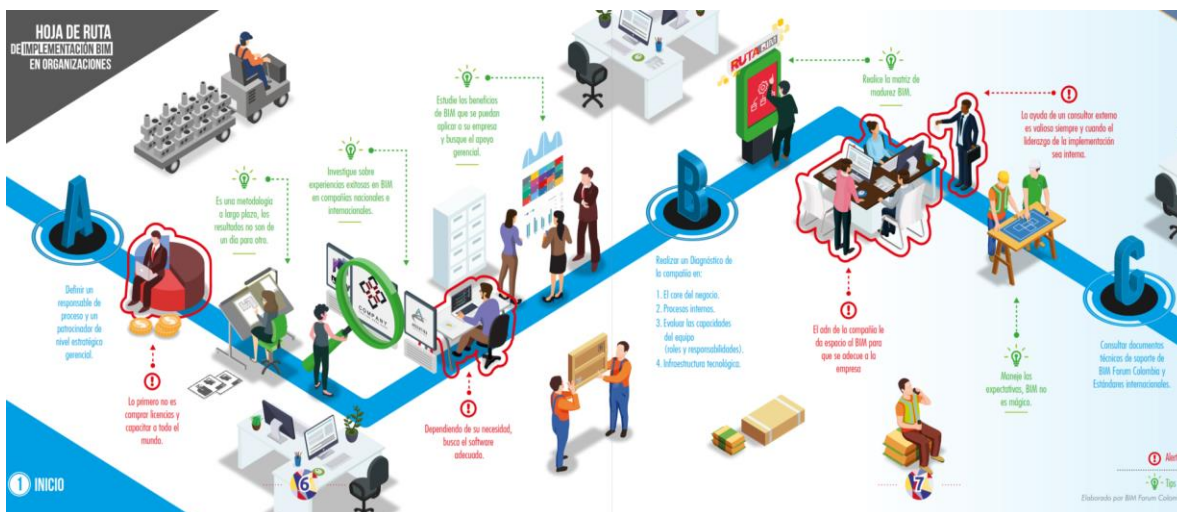 HOJA DE RUTA
DE IMPLEMENTACIÓN BIM
EN ORGANIZACIONES
A
Definir un
responsable de
proceso y un
patrocinador de
nivel estratégico
gerencial.
Lo primero no es
comprar licencias y
capacitar a todo el
mundo.
Es una metodología
a largo plazo, los
resultados no son de
un día para otro.
Investigue sobre
experiencias exitosas en BIM
en compañías nacionales e
internacionales.
COMPANY
Estudie los beneficios
de BIM que se puedan
aplicar a su empresa
y busque el apoyo
gerencial.
Dependiendo de su necesidad,
busca el software
adecuado.
B
Realizar un Diagnóstico de
la compañía en:
1. El core del negocio.
2. Procesos internos.
3. Evaluar las capacidades
del equipo
(roles y responsabilidades).
4. Infraestructura tecnológica.
RUTA
Realice la matriz de
madurez BIM.
La ayuda de un consultor externo
es valiosa siempre y cuando el
liderazgo de la implementación
sea interna.
El adn de la compañía le
da espacio al BIM para
que se adecue a la
empresa
Maneje las
expectativas, BIM no
es mágico.
C
Consultar documentos
técnicos de soporte de
BIM Forum Colombia y
Estándares internacionales.
1 INICIO
6
7
Alert
Tips
Elaborado por BIM Forum Colom